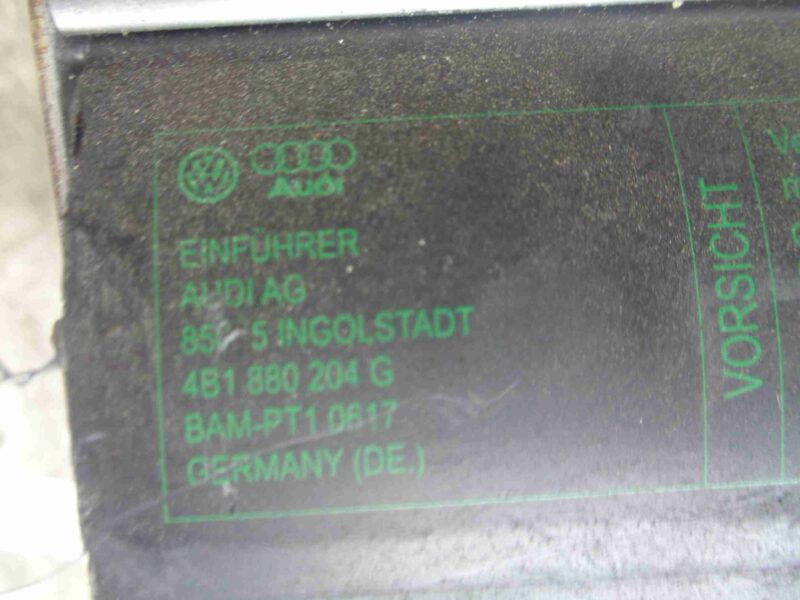 Audi
EINFÜHRER
AUDI AG
INGOLSTADT
4B1 880 204 G
BAM-PT1 0617
GERMANY (DE.)
VORSICHT